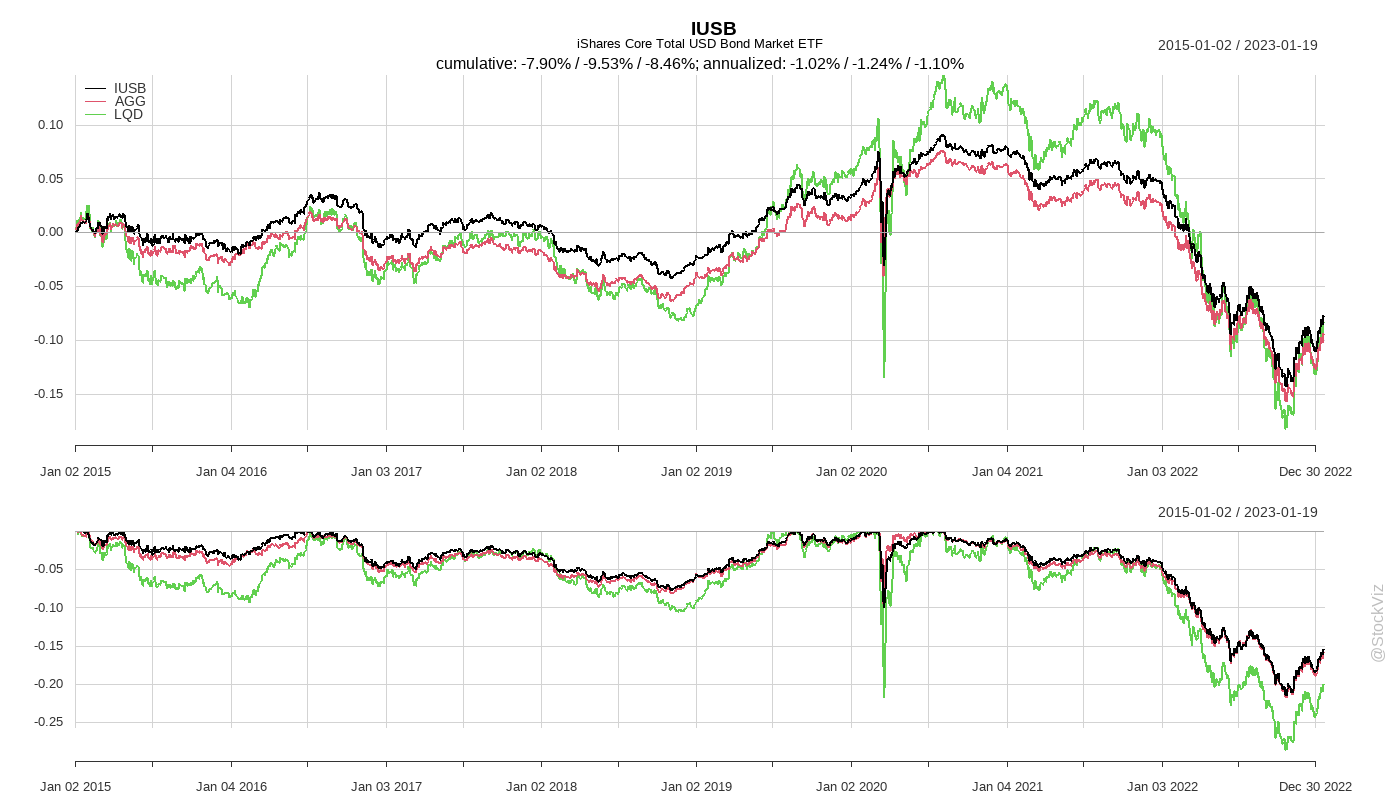 IUSB
iShares Core Total USD Bond Market ETF
2015-01-02 / 2023-01-19
cumulative: -7.90% / -9.53% / -8.46%; annualized: -1.02% / -1.24% / -1.10%
IUSB
AGG
LQD
0.10
0.05
0.00
-0.05
-0.10
-0.15
Jan 02 2015 Jan 04 2016 Jan 03 2017 Jan 02 2018 Jan 02 2019 Jan 02 2020 Jan 04 2021 Jan 03 2022 Dec 30 2022
2015-01-02 / 2023-01-19
-0.05
-0.10
-0.15
-0.20
-0.25
Jan 02 2015 Jan 04 2016 Jan 03 2017 Jan 02 2018 Jan 02 2019 Jan 02 2020 Jan 04 2021 Jan 03 2022 Dec 30 2022
@StockViz